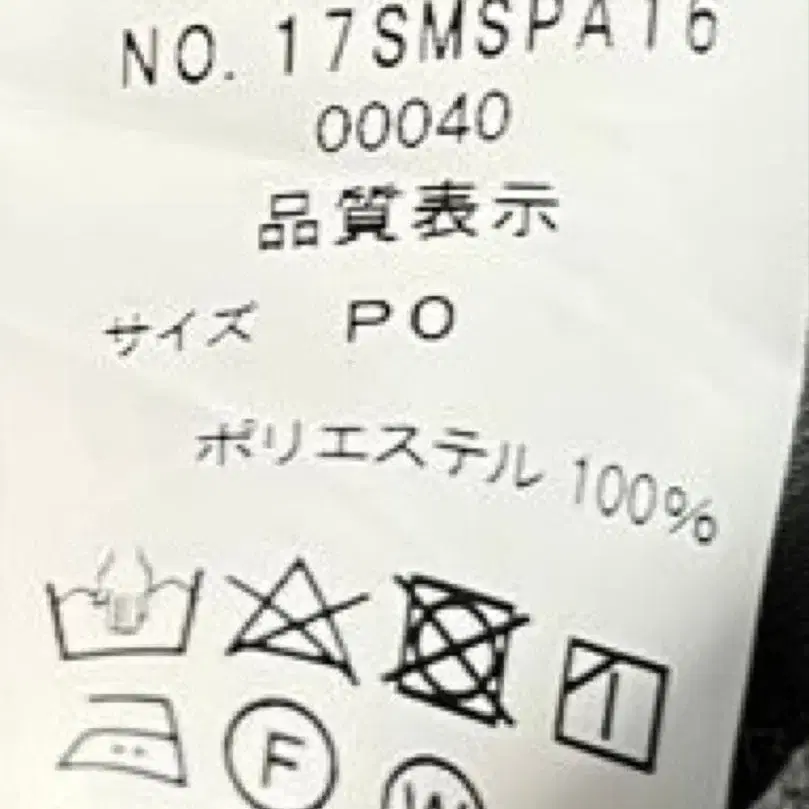 NO. 17SMSPA16
00040
品質表示
サイズ PO
ポリエステル 100%
F
W